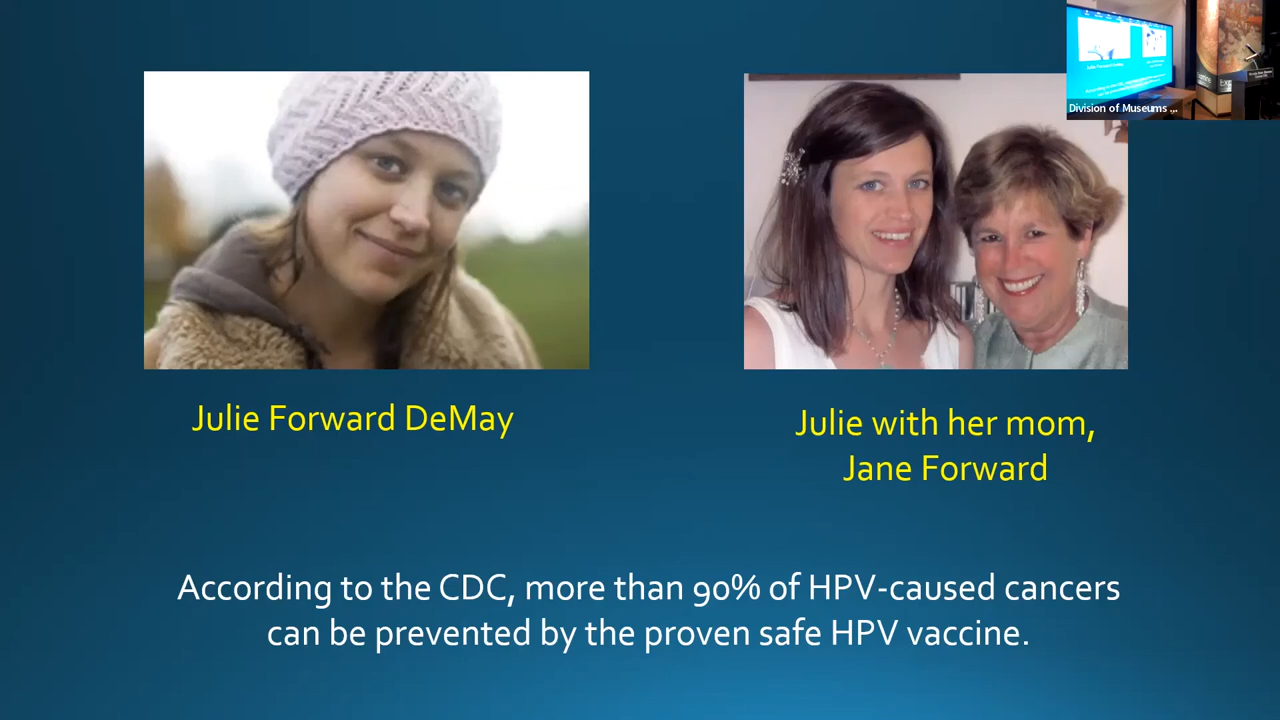 Division of Museums ...
Julie Forward DeMay
Julie with her mom,
Jane Forward
According to the CDC, more than 90% of HPV-caused cancers
can be prevented by the proven safe HPV vaccine.